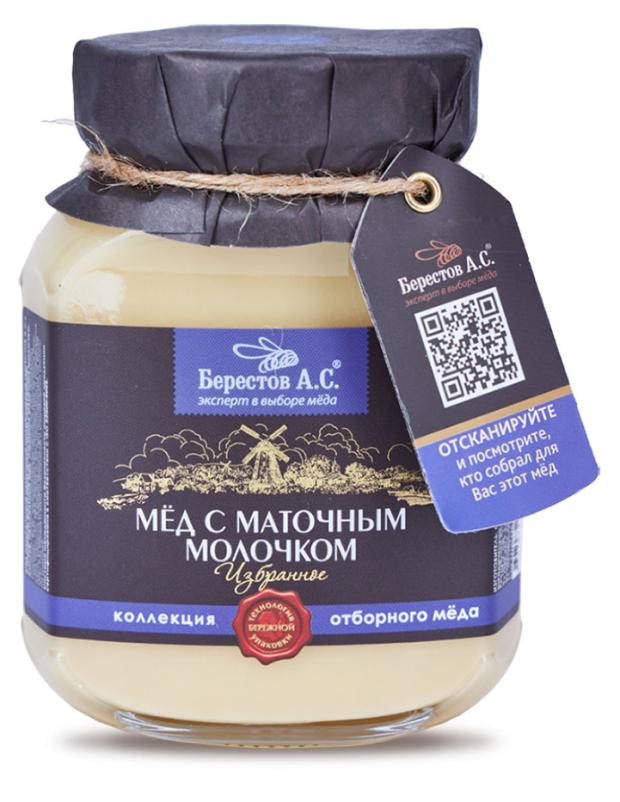 Берестов А.С.®
эксперт в выборе мёда
МЁД С МАТОЧНЫМ
МОЛОЧКОМ
Избранное
коллекция
отборного мёда
ТЕХНОЛОГИЯ
БЕРЕЖНОЙ
УПАКОВКИ
Берестов А.С.®
эксперт в выборе мёда
ОТСКАНИРУЙТЕ
и посмотрите,
кто собрал для
Вас этот мёд